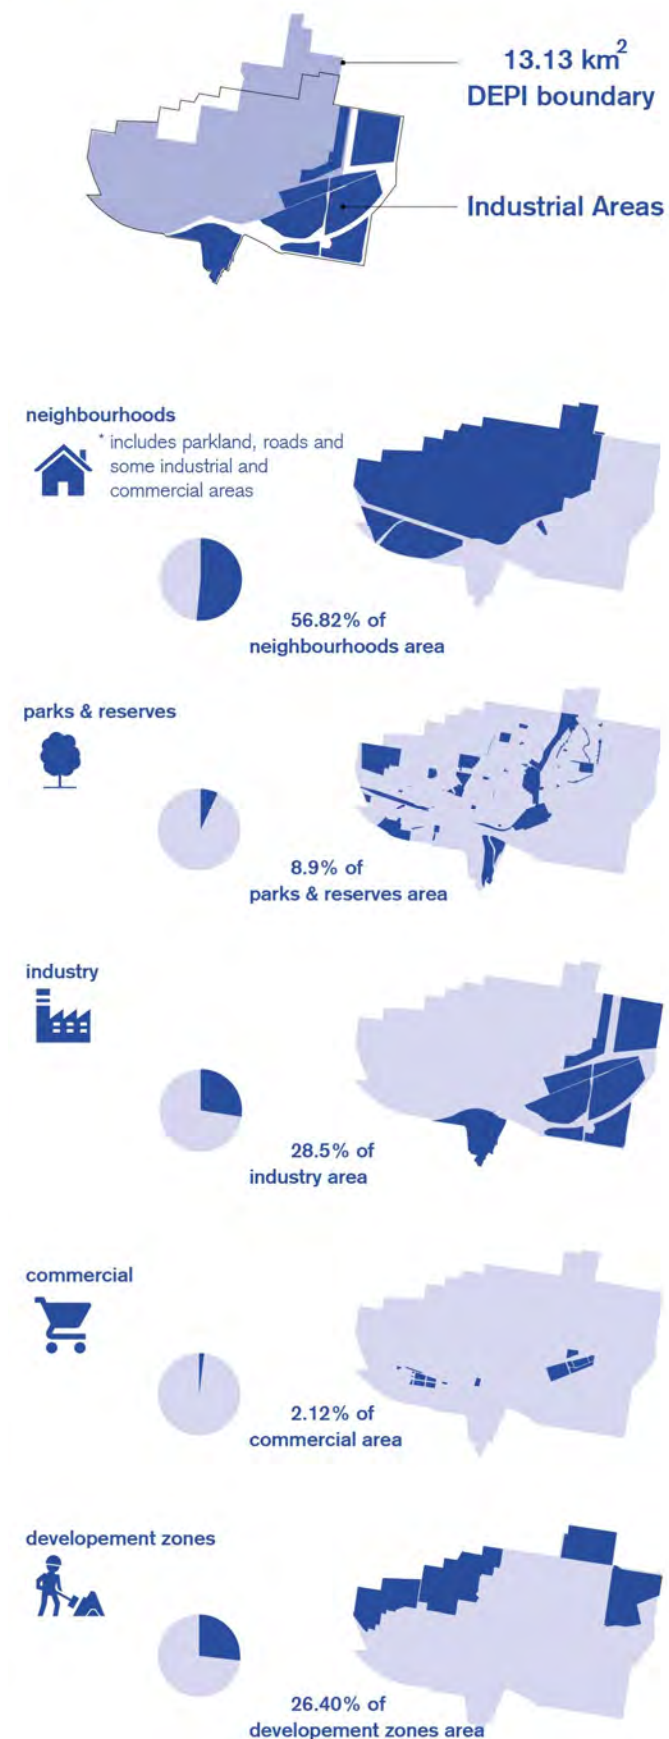 13.13 km2
DEPI boundary
Industrial Areas
neighbourhoods
* includes parkland, roads and
some industrial and
commercial areas
56.82% of
neighbourhoods area
parks & reserves
8.9% of
parks & reserves area
industry
28.5% of
industry area
commercial
2.12% of
commercial area
developement zones
26.40% of
developement zones area